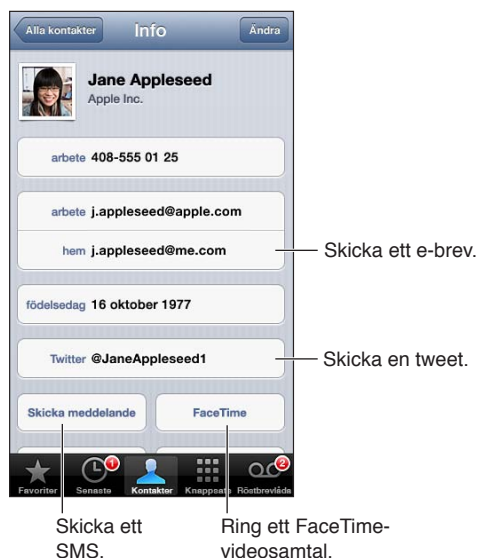 Alla kontakter
Info
Ändra
Jane Appleseed
Apple Inc.
arbete 408-555 01 25
arbete j.appleseed@apple.com
hem j.appleseed@me.com
Skicka ett e-brev.
födelsedag 16 oktober 1977
Twitter @JaneAppleseed1
Skicka en tweet.
Skicka meddelande
FaceTime
1
2
Favoriter
Senaste
Kontakter
Knappsats
Röstbrevlåda
Skicka ett
SMS.
Ring ett FaceTime-
videosamtal.